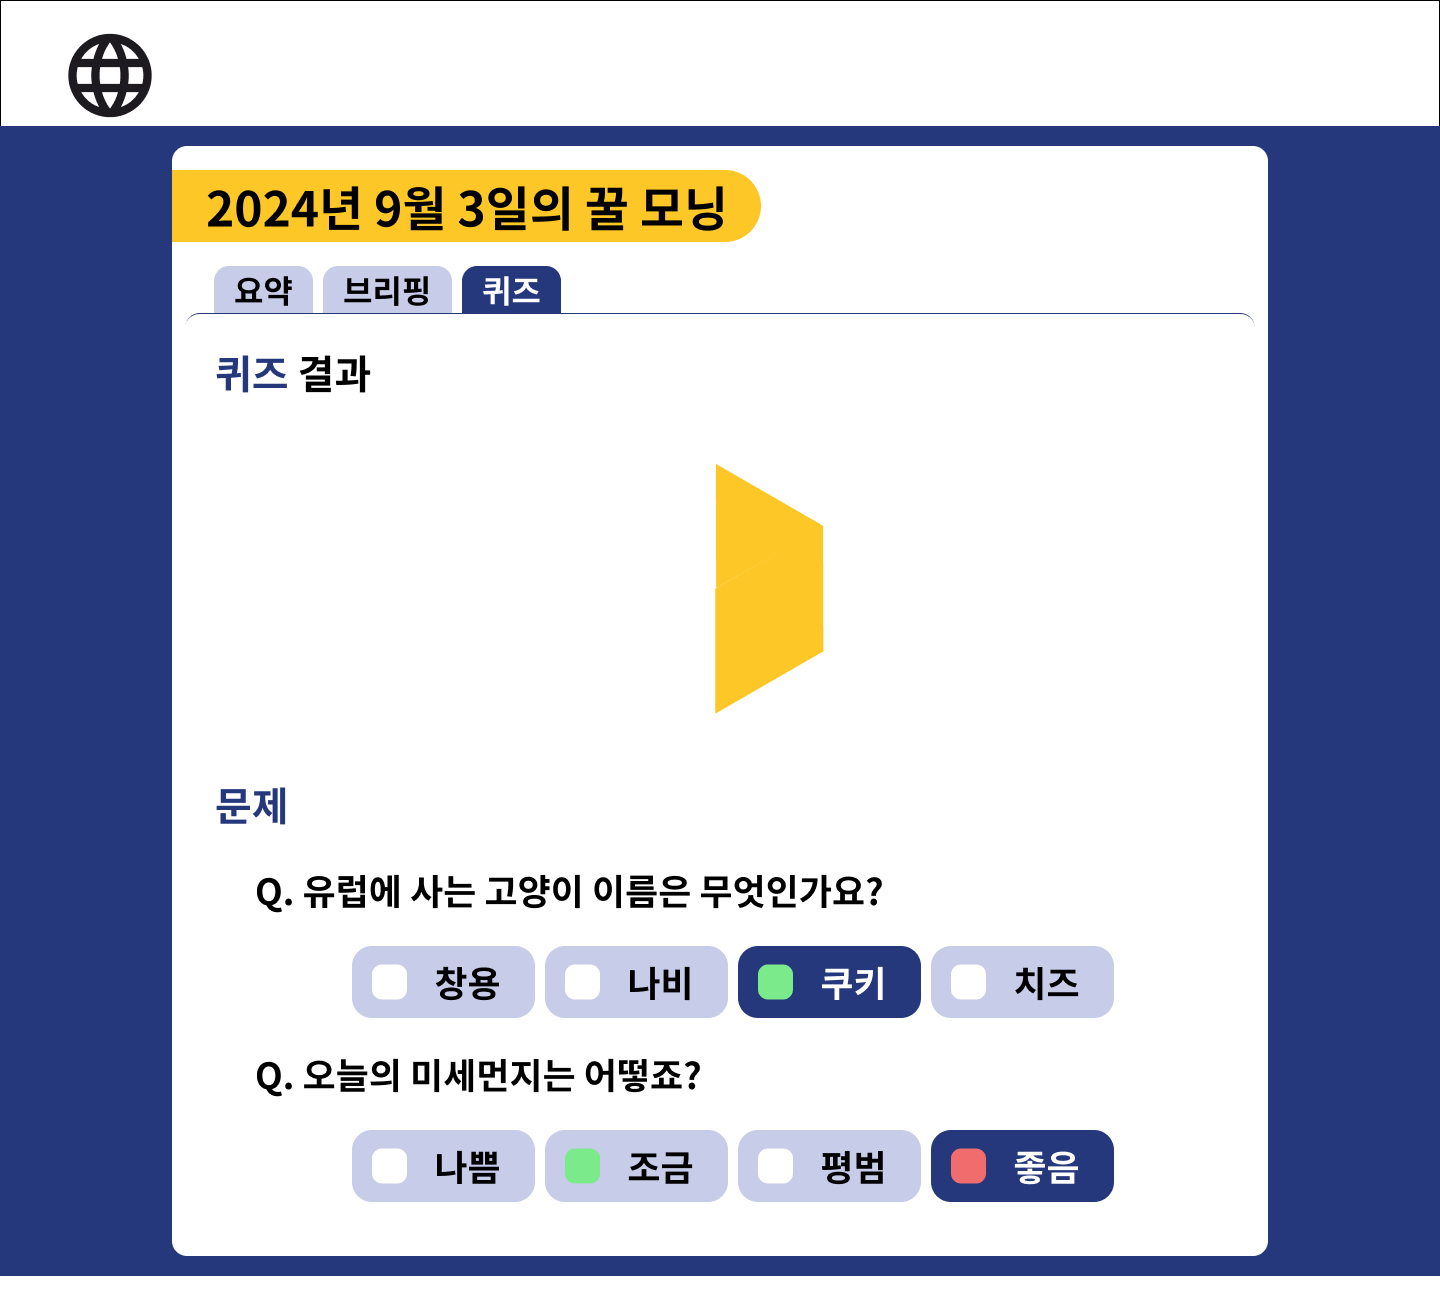 2024년 9월 3일의 꿀 모닝
요약 브리핑 퀴즈
퀴즈 결과
문제
Q. 유럽에 사는 고양이 이름은 무엇인가요?
창용 나비 쿠키 치즈
Q. 오늘의 미세먼지는 어떻죠?
나쁨 조금 평범 좋음